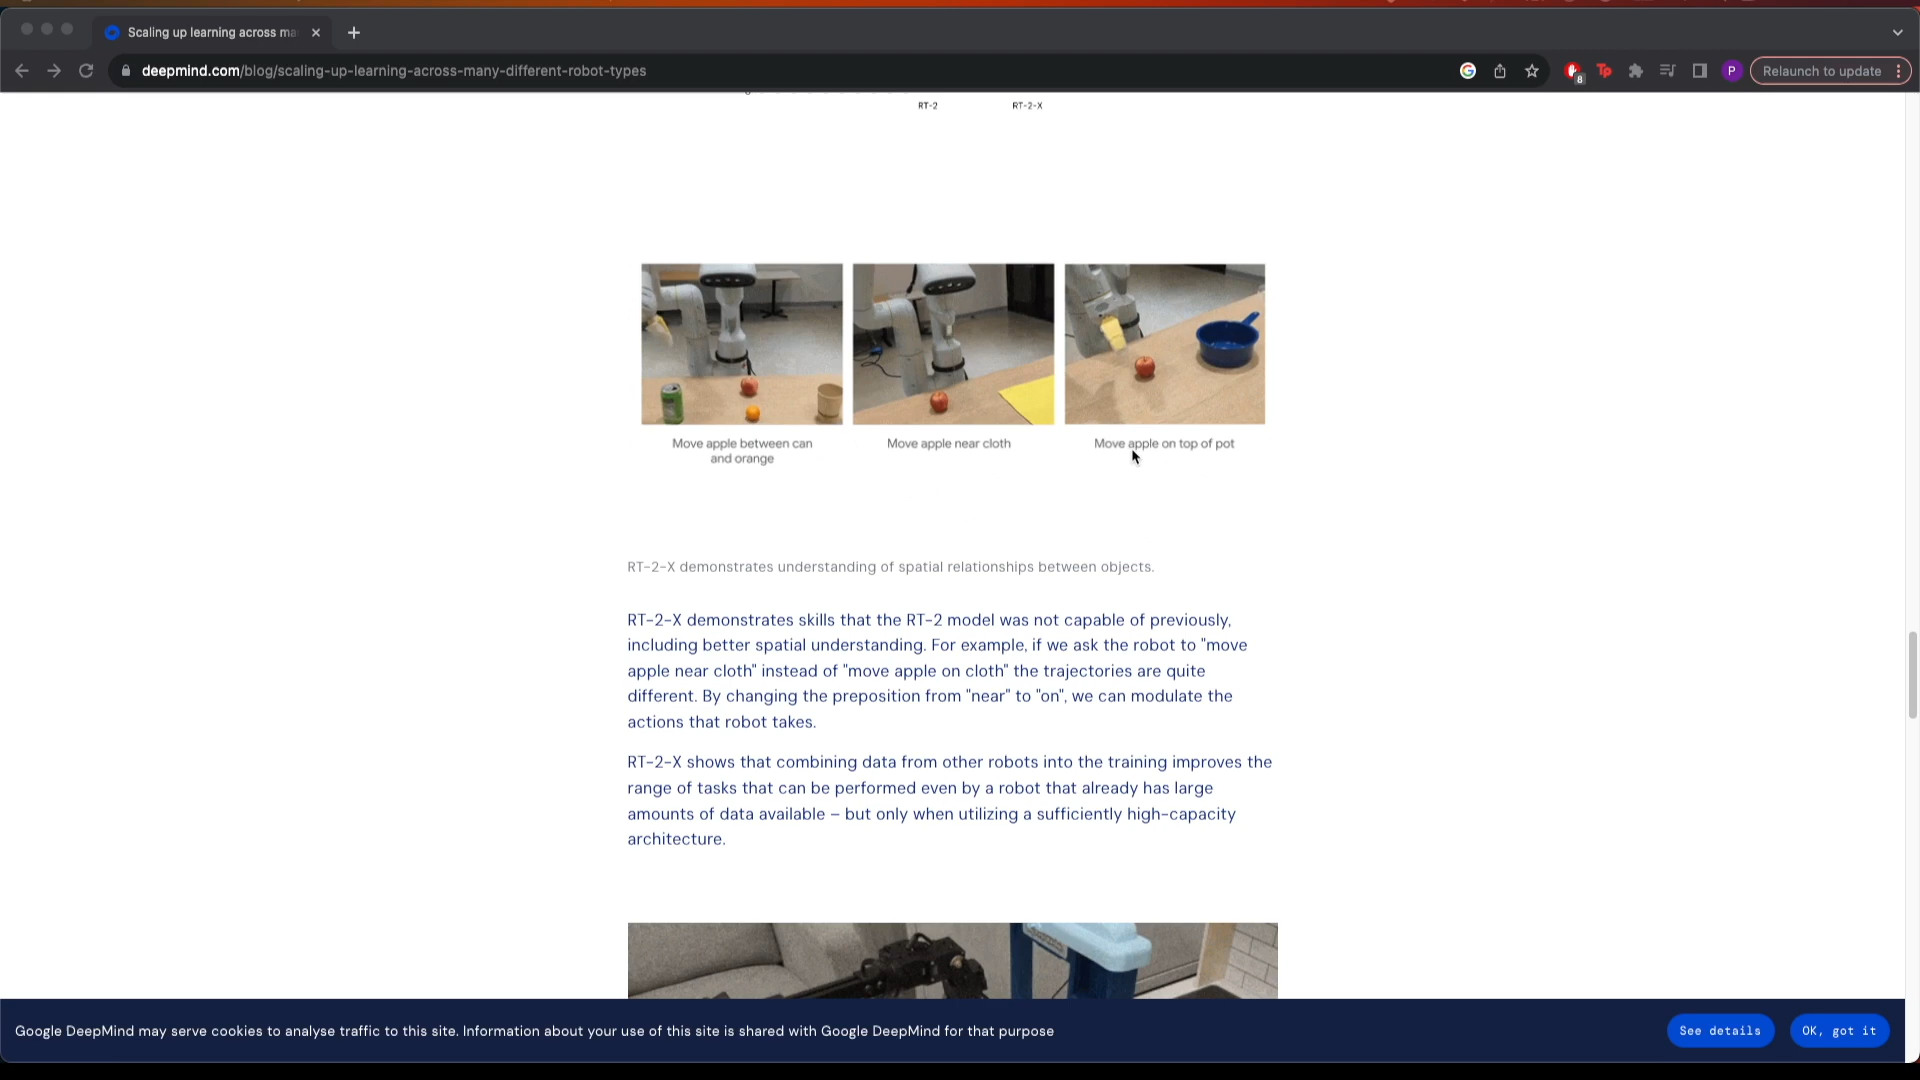 Scaling up learning across ma
deepmind.com/blog/scaling-up-learning-across-many-different-robot-types
8
Tp
P
Relaunch to update
RT-2 RT-2-X
Move apple between can
and orange
Move apple near cloth
Move apple on top of pot
RT-2-X demonstrates understanding of spatial relationships between objects.
RT-2-X demonstrates skills that the RT-2 model was not capable of previously,
including better spatial understanding. For example, if we ask the robot to "move
apple near cloth" instead of "move apple on cloth" the trajectories are quite
different. By changing the preposition from "near" to "on", we can modulate the
actions that robot takes.
RT-2-X shows that combining data from other robots into the training improves the
range of tasks that can be performed even by a robot that already has large
amounts of data available – but only when utilizing a sufficiently high-capacity
architecture.
Google DeepMind may serve cookies to analyse traffic to this site. Information about your use of this site is shared with Google DeepMind for that purpose
See details
OK, got it